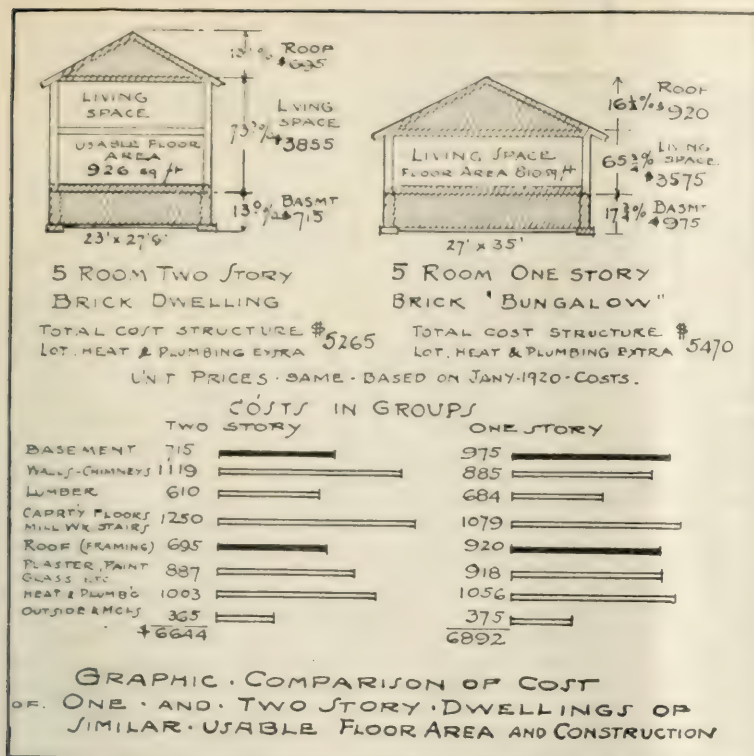 ROOF
$695
LIVING
SPACE
USABLE FLOOR
AREA
926 sq ft
LIVING
SPACE
$3855
13%
BASMT
$715
23' x 27'6"
ROOF
16¼% $920
LIVING SPACE
FLOOR AREA 810 sq ft
65¾%
LIVING
SPACE
$3575
17¾%
BASMT
$975
27' x 35'
5 ROOM TWO STORY
BRICK DWELLING
TOTAL COST STRUCTURE $5265
LOT, HEAT & PLUMBING EXTRA
5 ROOM ONE STORY
BRICK "BUNGALOW"
TOTAL COST STRUCTURE $5470
LOT, HEAT & PLUMBING EXTRA
UNIT PRICES · SAME · BASED ON JANY-1920-COSTS.
COSTS IN GROUPS
TWO STORY ONE STORY
BASEMENT 715 975
WALLS-CHIMNEYS 1119 885
LUMBER 610 684
CAPRT'Y FLOORS
MILL WK STAIRS 1250 1079
ROOF (FRAMING) 695 920
PLASTER, PAINT
GLASS ETC 887 918
HEAT & PLUMB'G 1003 1056
OUTSIDE & MCLS 365 375
$6644 6892
GRAPHIC · COMPARISON OF COST
OF · ONE · AND · TWO STORY · DWELLINGS OF
SIMILAR · USABLE FLOOR AREA AND CONSTRUCTION